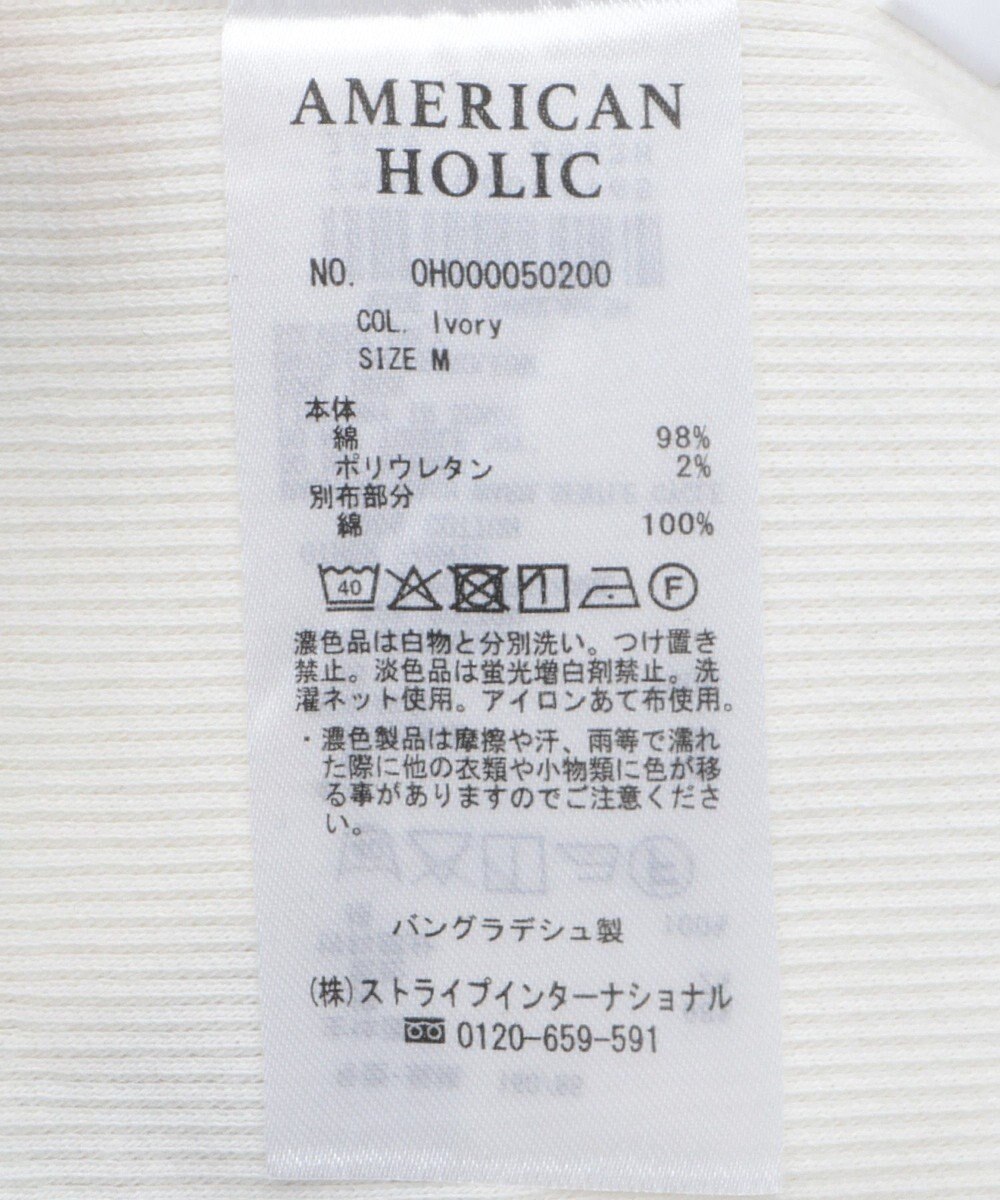 AMERICAN
HOLIC
NO. 0H000050200
COL. Ivory
SIZE M
本体
綿 98%
ポリウレタン 2%
別布部分
綿 100%
40 F
濃色品は白物と分別洗い。つけ置き
禁止。淡色品は蛍光増白剤禁止。洗
濯ネット使用。アイロンあて布使用。
・濃色製品は摩擦や汗、雨等で濡れ
た際に他の衣類や小物類に色が移
る事がありますのでご注意くださ
い。
バングラデシュ製
(株)ストライプインターナショナル
0120-659-591